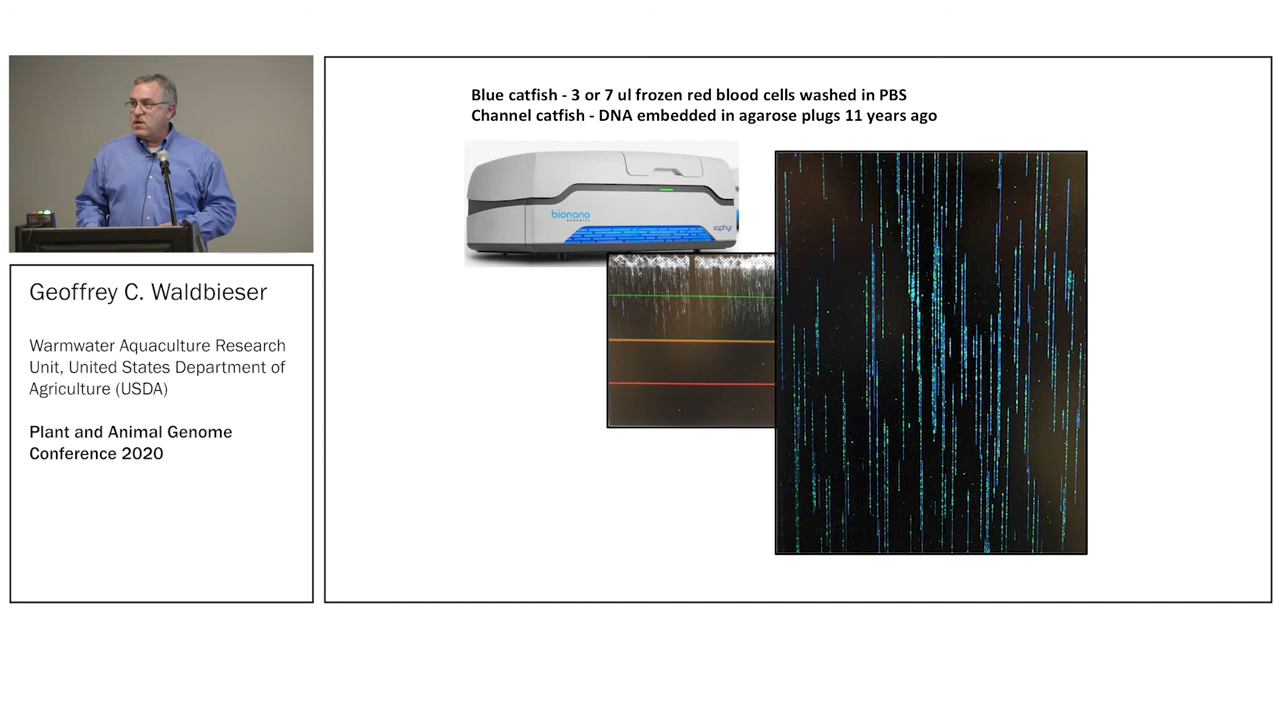 Blue catfish - 3 or 7 ul frozen red blood cells washed in PBS
Channel catfish - DNA embedded in agarose plugs 11 years ago
bionano
GENOMICS
saphyr
Geoffrey C. Waldbieser
Warmwater Aquaculture Research
Unit, United States Department of
Agriculture (USDA)
Plant and Animal Genome
Conference 2020